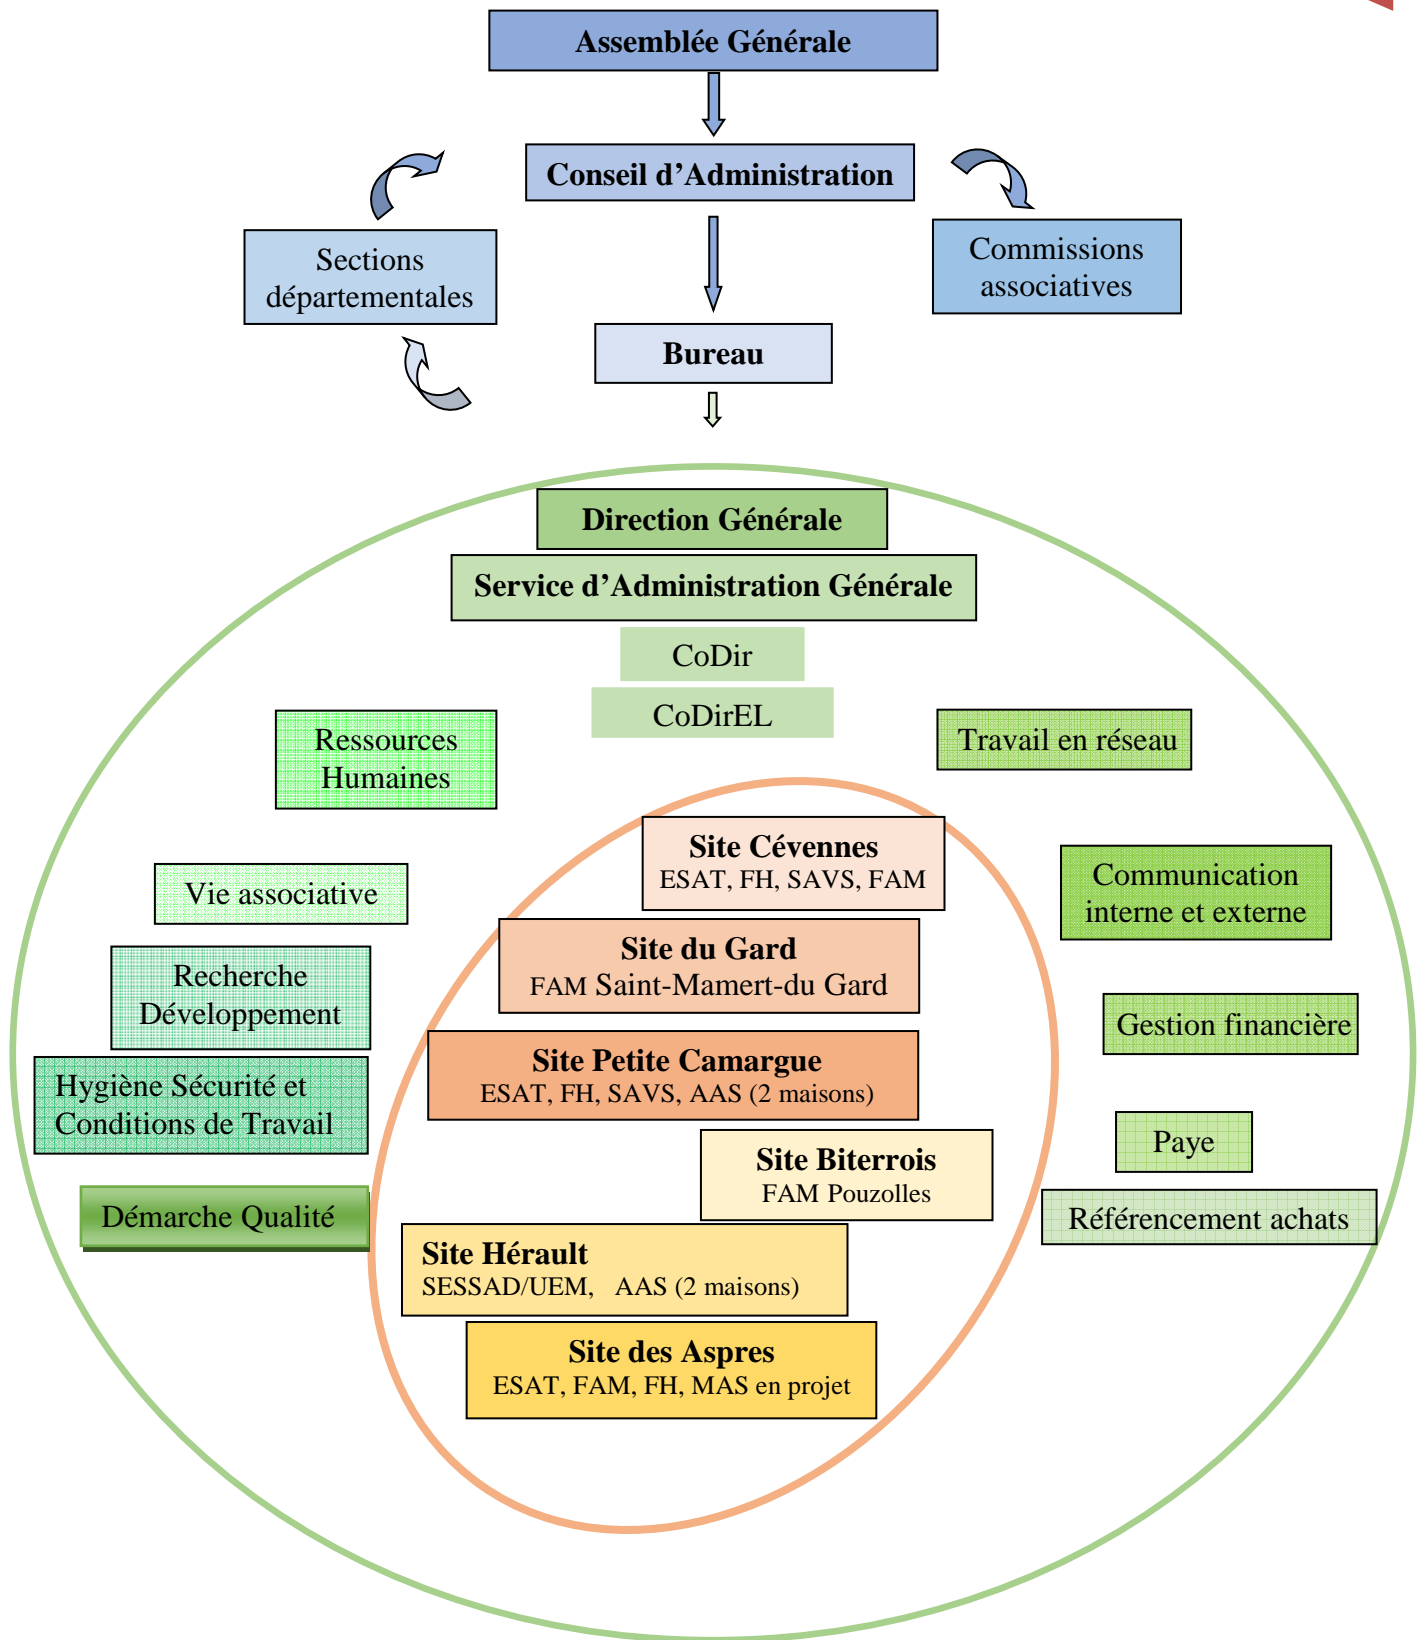 Assemblée Générale
Conseil d’Administration
Sections
départementales
Commissions
associatives
Bureau
Direction Générale
Service d’Administration Générale
CoDir
CoDirEL
Ressources
Humaines
Travail en réseau
Site Cévennes
ESAT, FH, SAVS, FAM
Communication
interne et externe
Vie associative
Site du Gard
FAM Saint-Mamert-du Gard
Recherche
Développement
Gestion financière
Site Petite Camargue
ESAT, FH, SAVS, AAS (2 maisons)
Hygiène Sécurité et
Conditions de Travail
Paye
Site Biterrois
FAM Pouzolles
Démarche Qualité
Référencement achats
Site Hérault
SESSAD/UEM, AAS (2 maisons)
Site des Aspres
ESAT, FAM, FH, MAS en projet